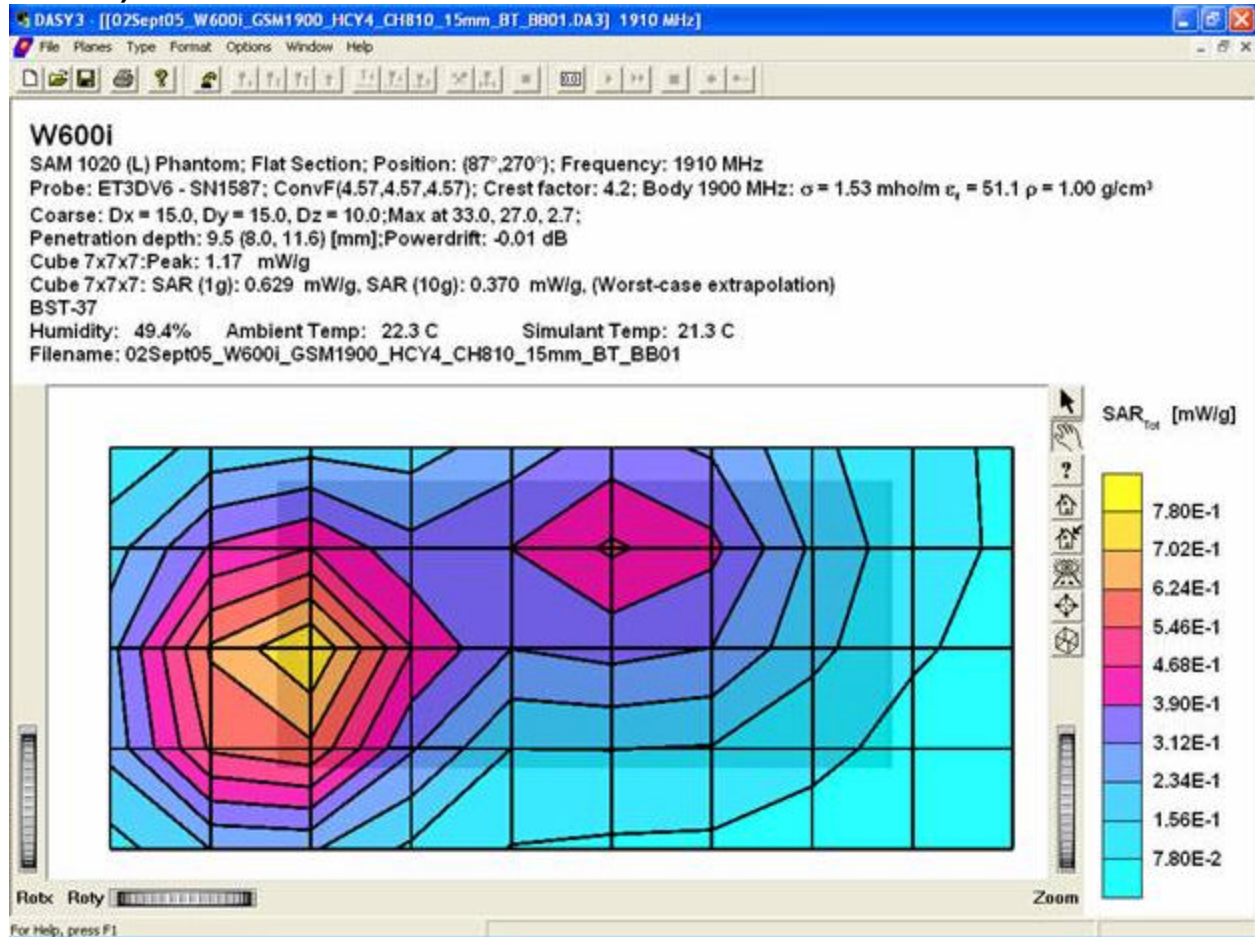 DASY3 - [[02Sept05_W600i_GSM1900_HCY4_CH810_15mm_BT_BB01.DA3] 1910 MHz]
File Planes Type Format Options Window Help
W600i
SAM 1020 (L) Phantom; Flat Section; Position: (87°,270°); Frequency: 1910 MHz
Probe: ET3DV6 - SN1587; ConvF(4.57,4.57,4.57); Crest factor: 4.2; Body 1900 MHz: σ = 1.53 mho/m εr = 51.1 ρ = 1.00 g/cm³
Coarse: Dx = 15.0, Dy = 15.0, Dz = 10.0;Max at 33.0, 27.0, 2.7;
Penetration depth: 9.5 (8.0, 11.6) [mm];Powerdrift: -0.01 dB
Cube 7x7x7:Peak: 1.17 mW/g
Cube 7x7x7: SAR (1g): 0.629 mW/g, SAR (10g): 0.370 mW/g, (Worst-case extrapolation)
BST-37
Humidity: 49.4% Ambient Temp: 22.3 C Simulant Temp: 21.3 C
Filename: 02Sept05_W600i_GSM1900_HCY4_CH810_15mm_BT_BB01
SARTot [mW/g]
7.80E-1
7.02E-1
6.24E-1
5.46E-1
4.68E-1
3.90E-1
3.12E-1
2.34E-1
1.56E-1
7.80E-2
Rotx Roty Zoom
For Help, press F1